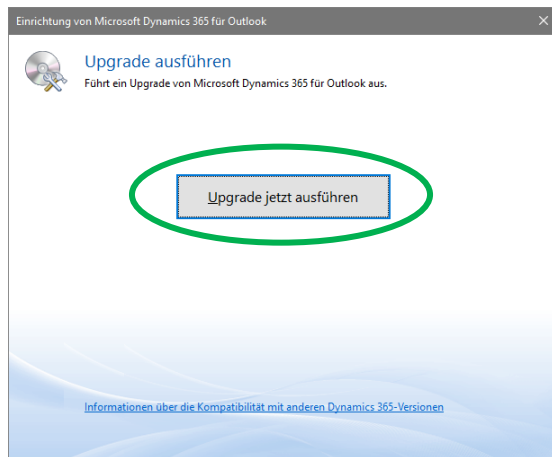 Einrichtung von Microsoft Dynamics 365 für Outlook
Upgrade ausführen
Führt ein Upgrade von Microsoft Dynamics 365 für Outlook aus.
Upgrade jetzt ausführen
Informationen über die Kompatibilität mit anderen Dynamics 365-Versionen